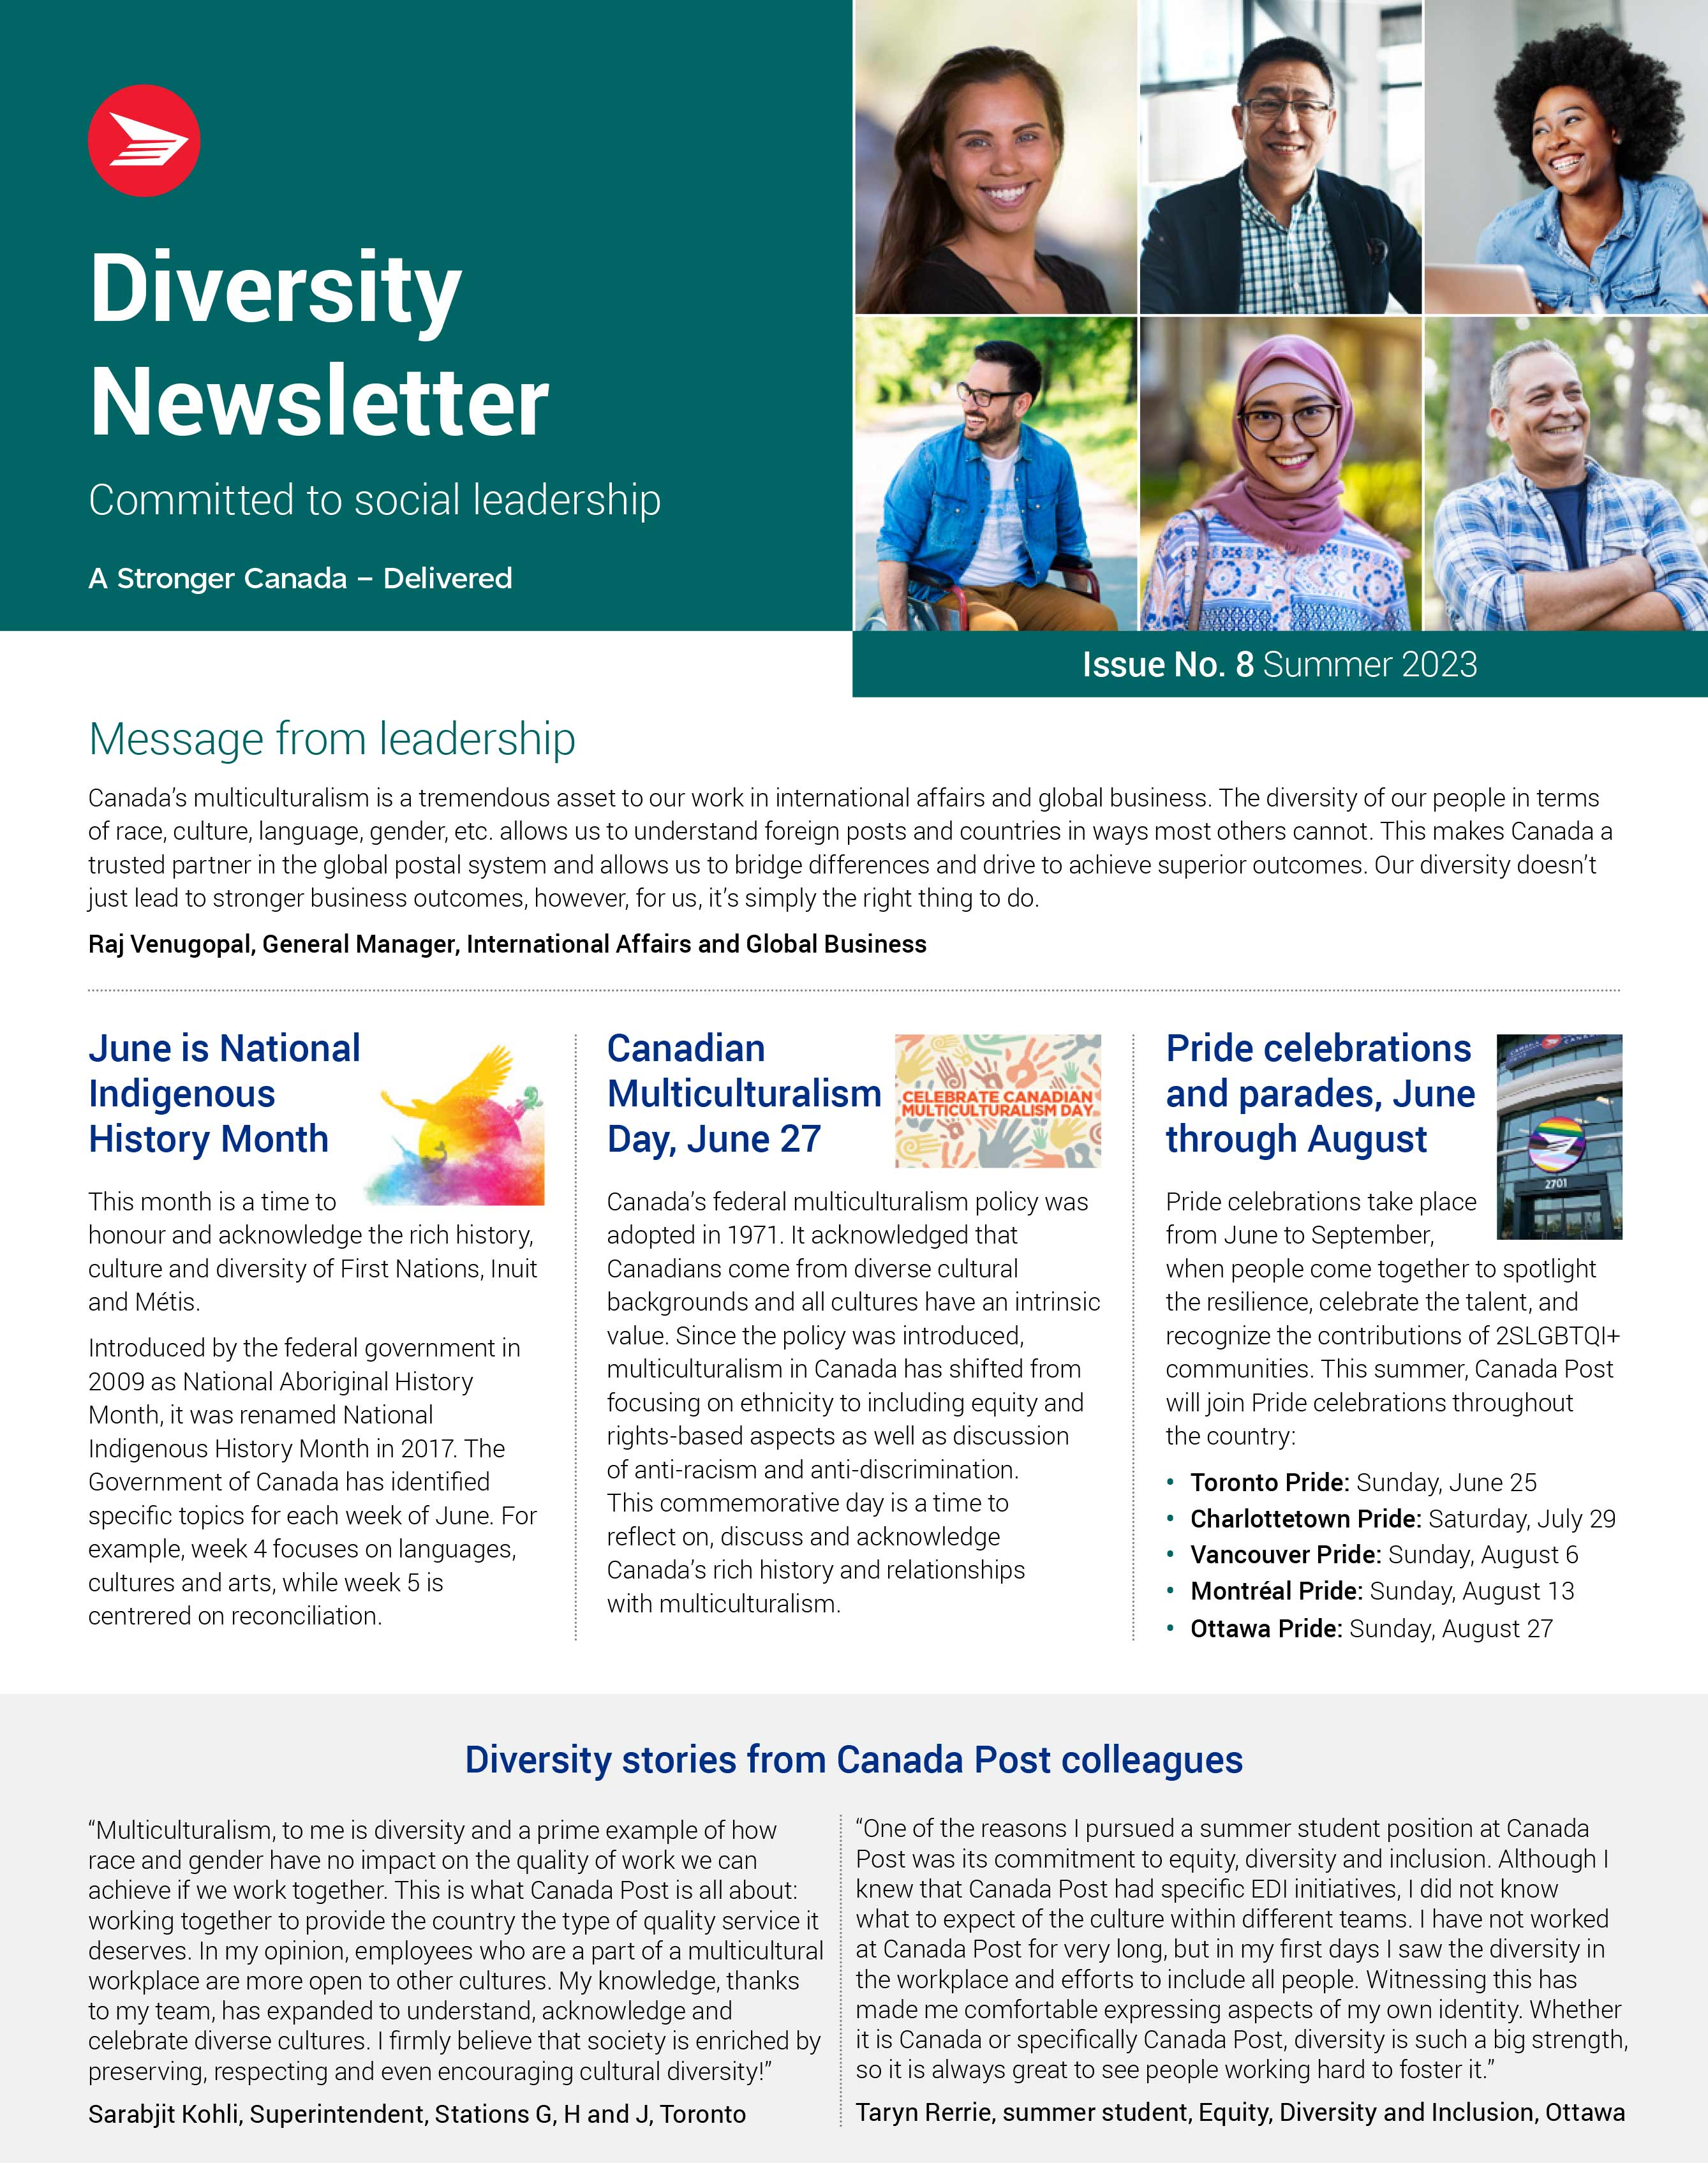 Diversity
Newsletter
Committed to social leadership
A Stronger Canada – Delivered
Issue No. 8 Summer 2023
Message from leadership
Canada’s multiculturalism is a tremendous asset to our work in international affairs and global business. The diversity of our people in terms
of race, culture, language, gender, etc. allows us to understand foreign posts and countries in ways most others cannot. This makes Canada a
trusted partner in the global postal system and allows us to bridge differences and drive to achieve superior outcomes. Our diversity doesn’t
just lead to stronger business outcomes, however, for us, it’s simply the right thing to do.
Raj Venugopal, General Manager, International Affairs and Global Business
June is National
Indigenous
History Month
This month is a time to
honour and acknowledge the rich history,
culture and diversity of First Nations, Inuit
and Métis.
Introduced by the federal government in
2009 as National Aboriginal History
Month, it was renamed National
Indigenous History Month in 2017. The
Government of Canada has identified
specific topics for each week of June. For
example, week 4 focuses on languages,
cultures and arts, while week 5 is
centrered on reconciliation.
Canadian
Multiculturalism
Day, June 27
CELEBRATE CANADIAN
MULTICULTURALISM DAY
Canada’s federal multiculturalism policy was
adopted in 1971. It acknowledged that
Canadians come from diverse cultural
backgrounds and all cultures have an intrinsic
value. Since the policy was introduced,
multiculturalism in Canada has shifted from
focusing on ethnicity to including equity and
rights-based aspects as well as discussion
of anti-racism and anti-discrimination.
This commemorative day is a time to
reflect on, discuss and acknowledge
Canada’s rich history and relationships
with multiculturalism.
Pride celebrations
and parades, June
through August
2701
Pride celebrations take place
from June to September,
when people come together to spotlight
the resilience, celebrate the talent, and
recognize the contributions of 2SLGBTQI+
communities. This summer, Canada Post
will join Pride celebrations throughout
the country:
• Toronto Pride: Sunday, June 25
• Charlottetown Pride: Saturday, July 29
• Vancouver Pride: Sunday, August 6
• Montréal Pride: Sunday, August 13
• Ottawa Pride: Sunday, August 27
Diversity stories from Canada Post colleagues
“Multiculturalism, to me is diversity and a prime example of how
race and gender have no impact on the quality of work we can
achieve if we work together. This is what Canada Post is all about:
working together to provide the country the type of quality service it
deserves. In my opinion, employees who are a part of a multicultural
workplace are more open to other cultures. My knowledge, thanks
to my team, has expanded to understand, acknowledge and
celebrate diverse cultures. I firmly believe that society is enriched by
preserving, respecting and even encouraging cultural diversity!”
Sarabjit Kohli, Superintendent, Stations G, H and J, Toronto
“One of the reasons I pursued a summer student position at Canada
Post was its commitment to equity, diversity and inclusion. Although I
knew that Canada Post had specific EDI initiatives, I did not know
what to expect of the culture within different teams. I have not worked
at Canada Post for very long, but in my first days I saw the diversity in
the workplace and efforts to include all people. Witnessing this has
made me comfortable expressing aspects of my own identity. Whether
it is Canada or specifically Canada Post, diversity is such a big strength,
so it is always great to see people working hard to foster it.”
Taryn Rerrie, summer student, Equity, Diversity and Inclusion, Ottawa